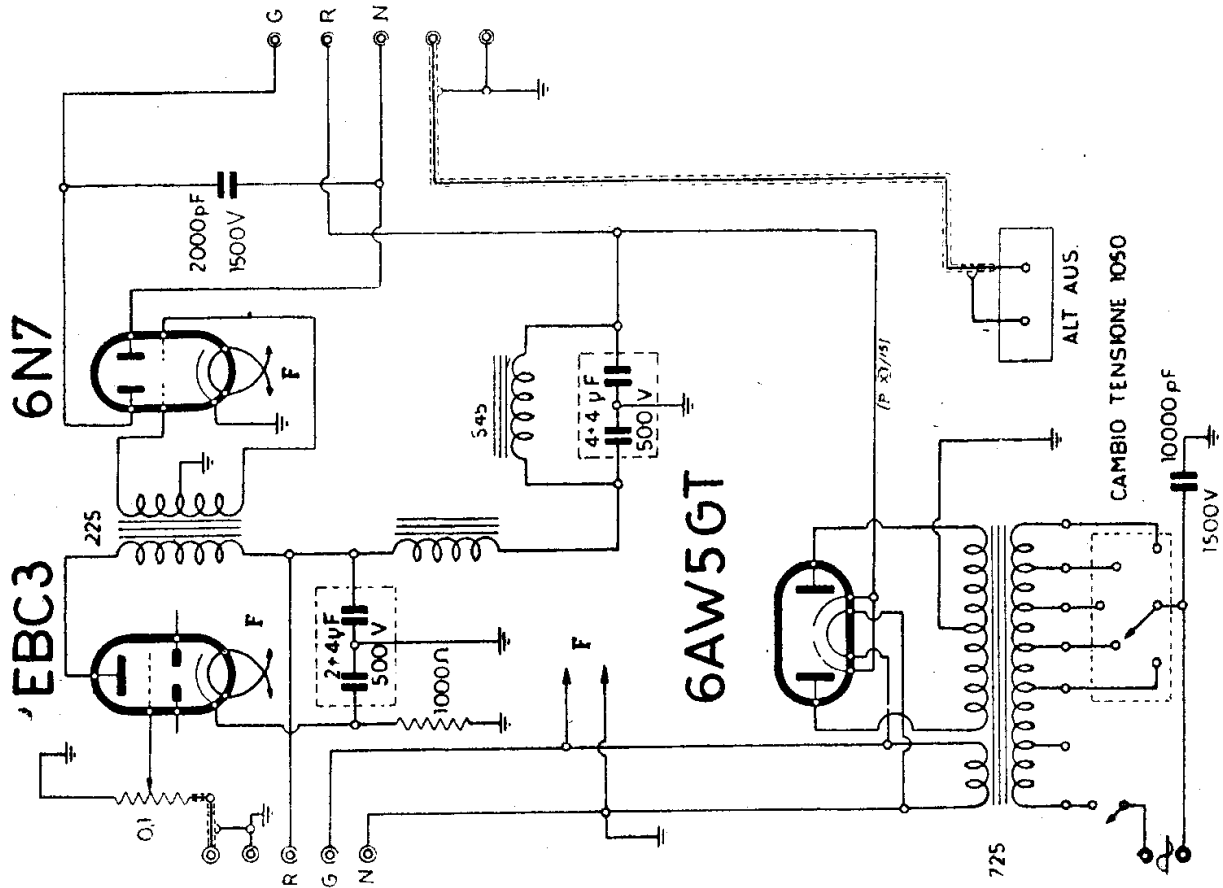 6N7
EBC3
6AW5GT
G
R
N
2000pF
1500V
F
225
545
4+4 µF
500 V
2+4µF
500 V
1000Ω
F
F
0,1
R
G
N
ALT AUS.
CAMBIO TENSIONE 1050
10000pF
1500V
725